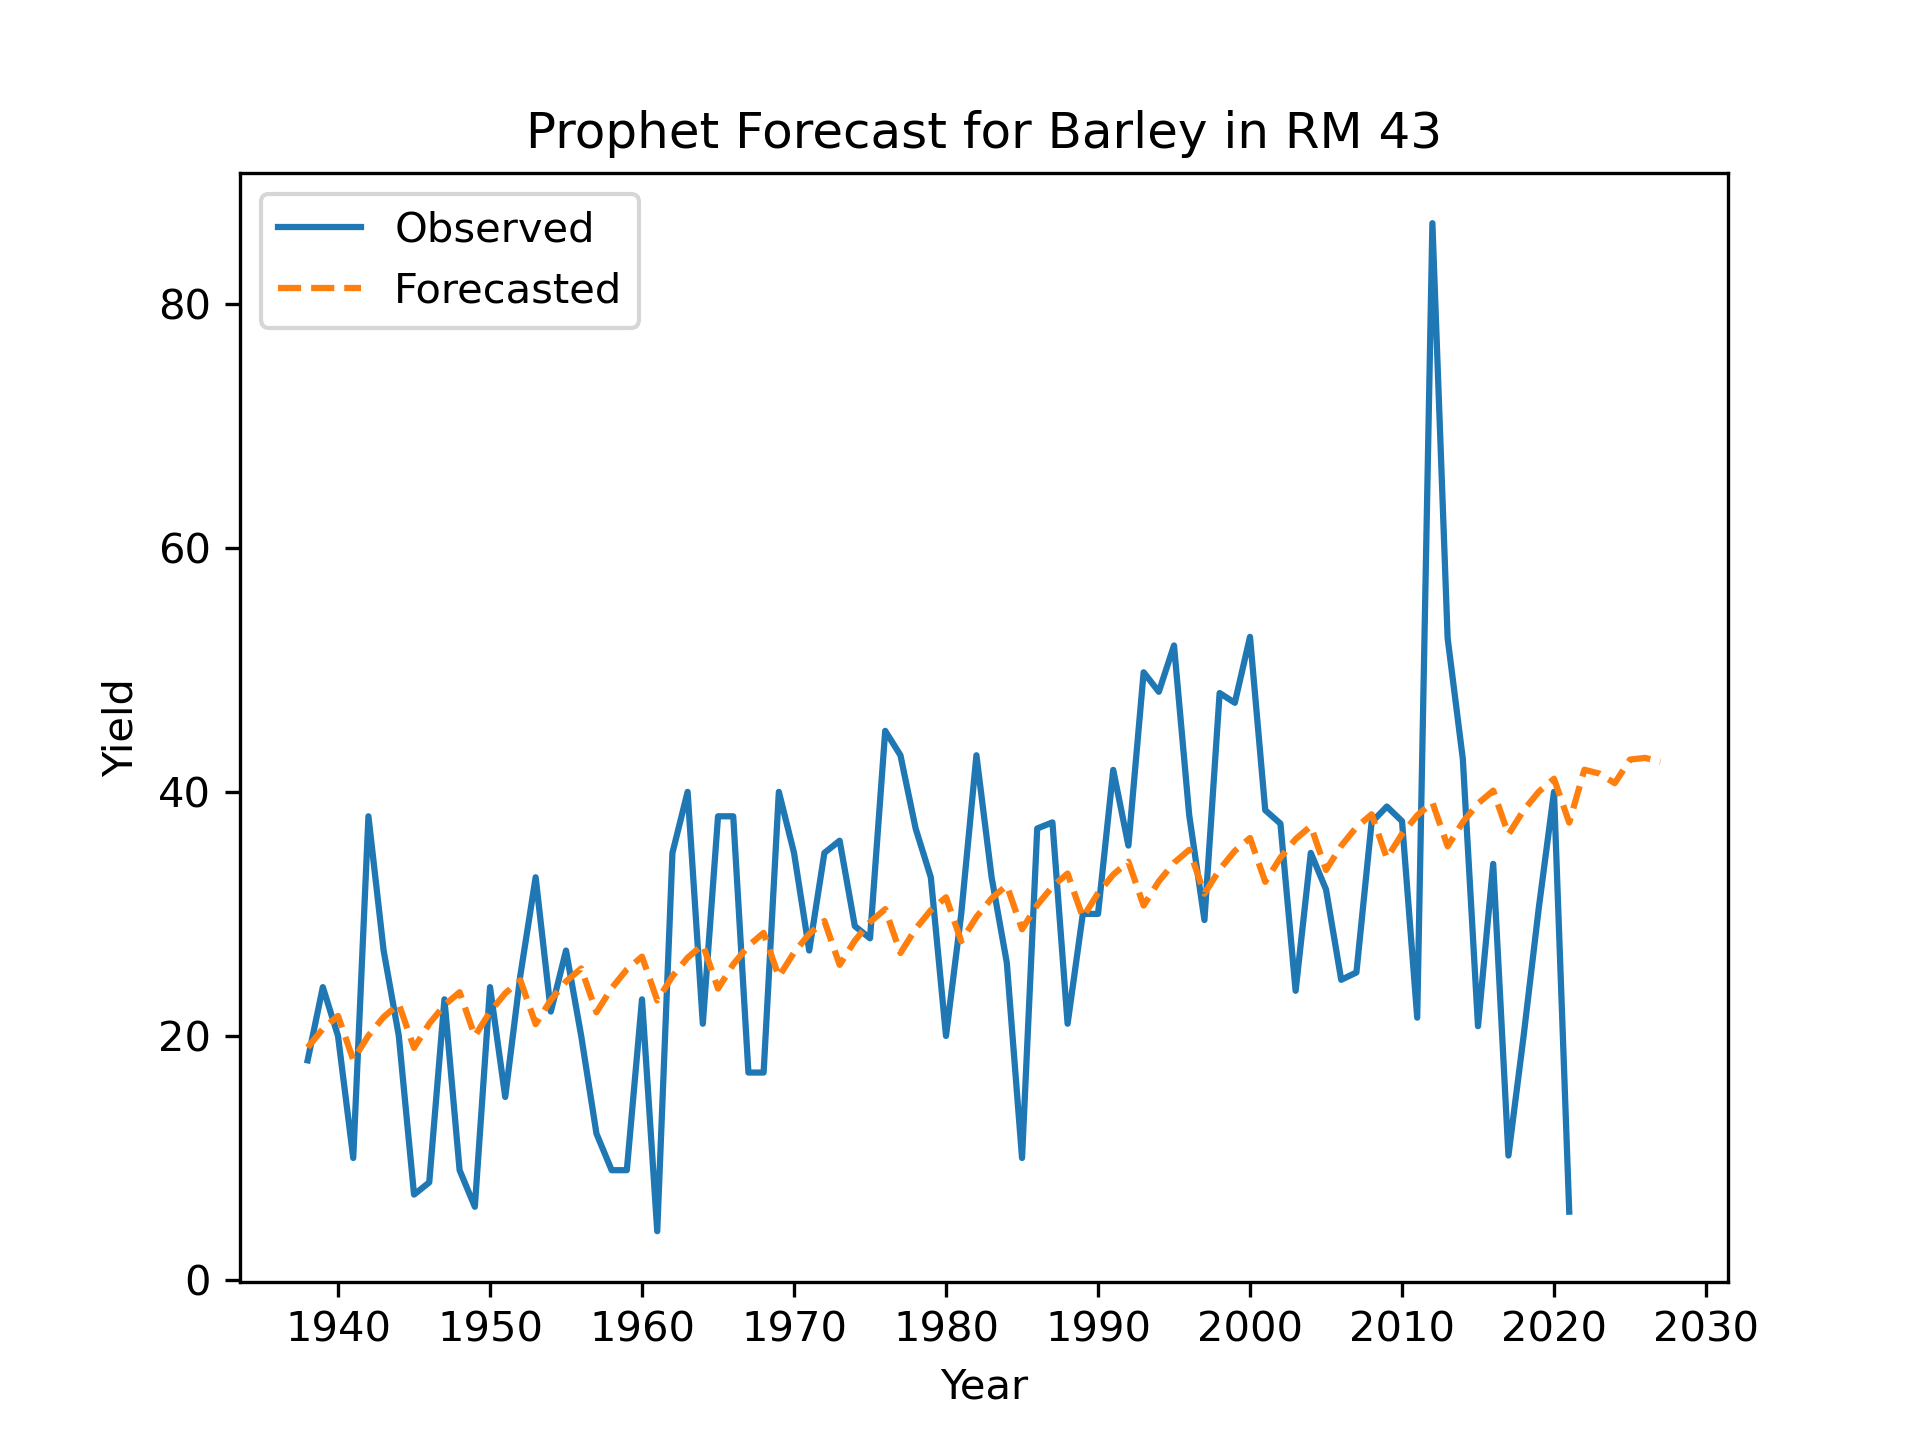 Prophet Forecast for Barley in RM 43
Observed
Forecasted
80
60
40
20
0
Yield
1940 1950 1960 1970 1980 1990 2000 2010 2020 2030
Year